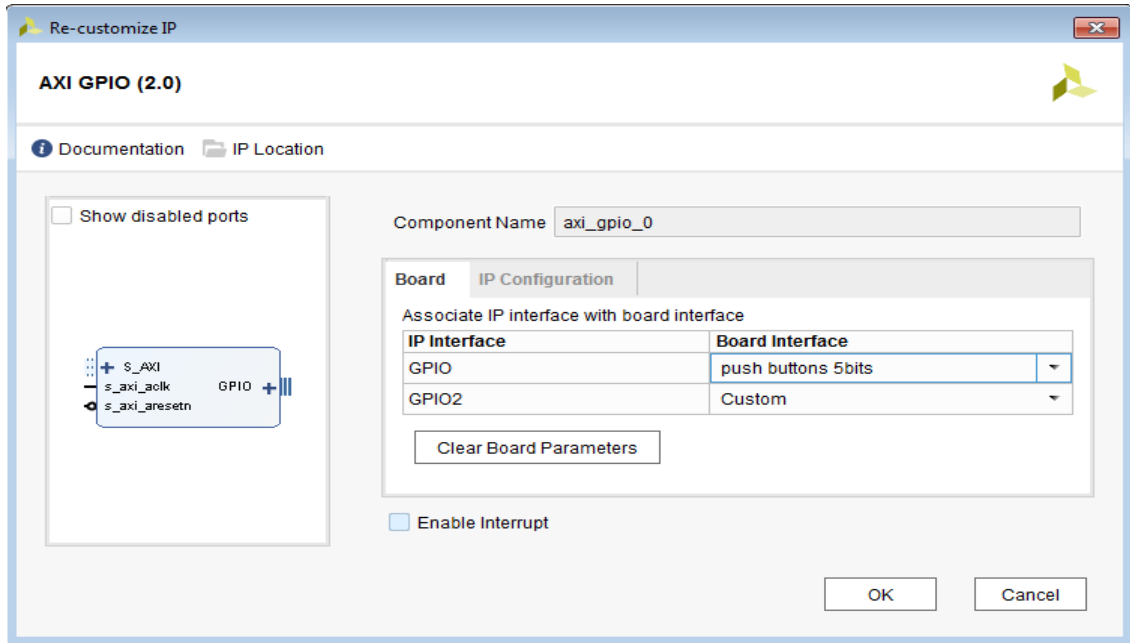 Re-customize IP
AXI GPIO (2.0)
Documentation IP Location
Show disabled ports
S_AXI
s_axi_aclk GPIO
s_axi_aresetn
Component Name axi_gpio_0
Board IP Configuration
Associate IP interface with board interface
IP Interface Board Interface
GPIO push buttons 5bits
GPIO2 Custom
Clear Board Parameters
Enable Interrupt
OK Cancel